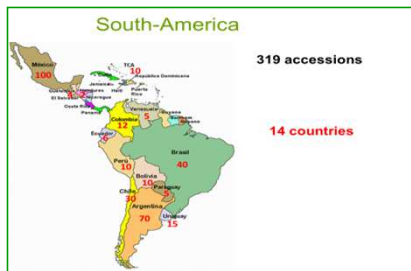 South-America
319 accessions
14 countries
México
100
Cuba
TCA
10
República Dominicana
Jamaica
Haití
Puerto
Rico
Honduras
El Salvador
Nicaragua
Costa Rica
Panamá
Venezuela
5
Guyana
Colombia
12
Ecuador
6
Perú
10
Brasil
40
Bolivia
10
Paraguay
5
Chile
30
Argentina
70
Uruguay
15